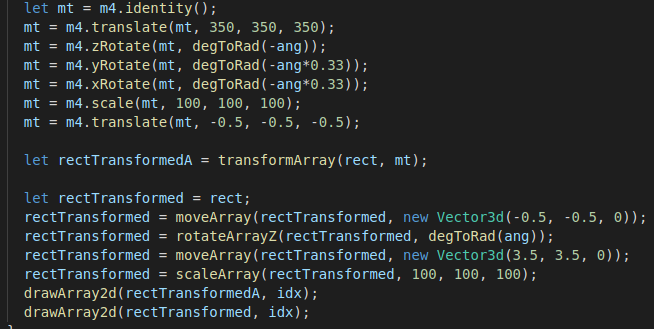 let mt = m4.identity();
mt = m4.translate(mt, 350, 350, 350);
mt = m4.zRotate(mt, degToRad(-ang));
mt = m4.yRotate(mt, degToRad(-ang*0.33));
mt = m4.xRotate(mt, degToRad(-ang*0.33));
mt = m4.scale(mt, 100, 100, 100);
mt = m4.translate(mt, -0.5, -0.5, -0.5);
let rectTransformedA = transformArray(rect, mt);
let rectTransformed = rect;
rectTransformed = moveArray(rectTransformed, new Vector3d(-0.5, -0.5, 0));
rectTransformed = rotateArrayZ(rectTransformed, degToRad(ang));
rectTransformed = moveArray(rectTransformed, new Vector3d(3.5, 3.5, 0));
rectTransformed = scaleArray(rectTransformed, 100, 100, 100);
drawArray2d(rectTransformedA, idx);
drawArray2d(rectTransformed, idx);